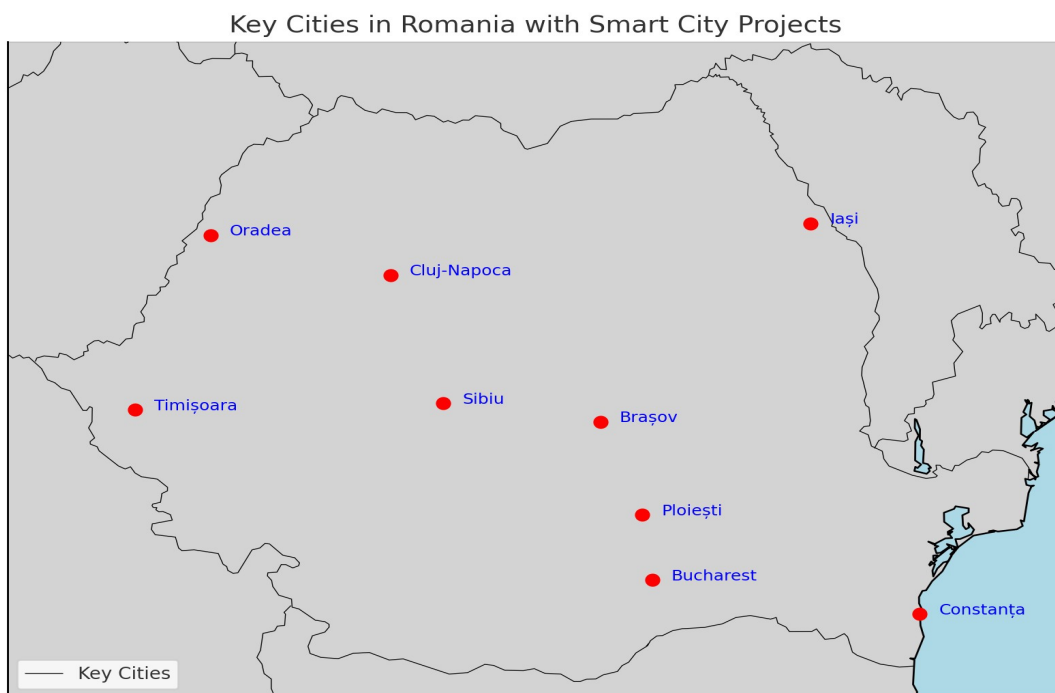 Key Cities in Romania with Smart City Projects
Iași
Oradea
Cluj-Napoca
Sibiu
Timișoara
Brașov
Ploiești
Bucharest
Constanța
Key Cities